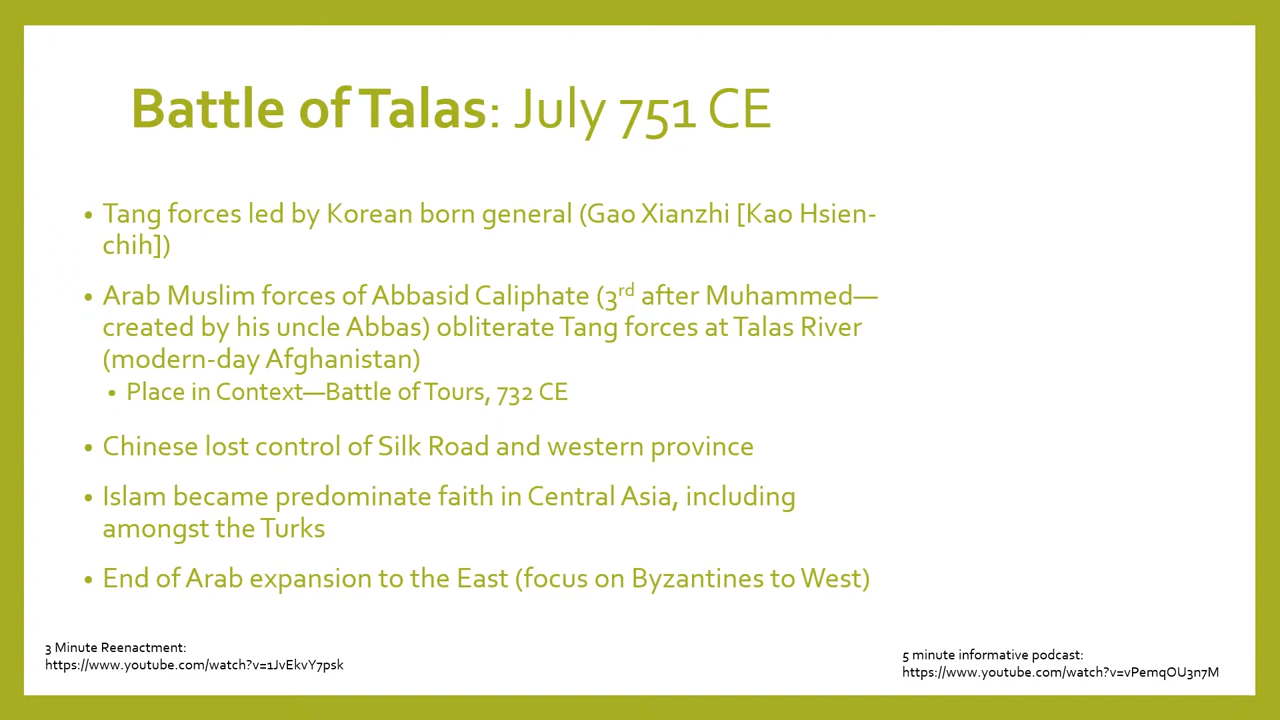 Battle of Talas: July 751 CE
• Tang forces led by Korean born general (Gao Xianzhi [Kao Hsien-
chih])
• Arab Muslim forces of Abbasid Caliphate (3rd after Muhammed—
created by his uncle Abbas) obliterate Tang forces at Talas River
(modern-day Afghanistan)
• Place in Context—Battle of Tours, 732 CE
• Chinese lost control of Silk Road and western province
• Islam became predominate faith in Central Asia, including
amongst the Turks
• End of Arab expansion to the East (focus on Byzantines to West)
3 Minute Reenactment:
https://www.youtube.com/watch?v=1JvEkvY7psk
5 minute informative podcast:
https://www.youtube.com/watch?v=vPemqOU3n7M